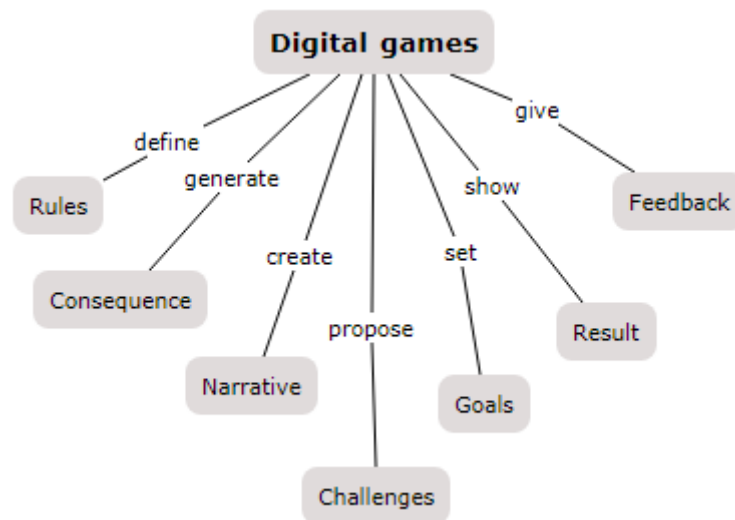 Digital games
give
define
generate
show
Rules
Feedback
create
set
Consequence
propose
Result
Narrative
Goals
Challenges